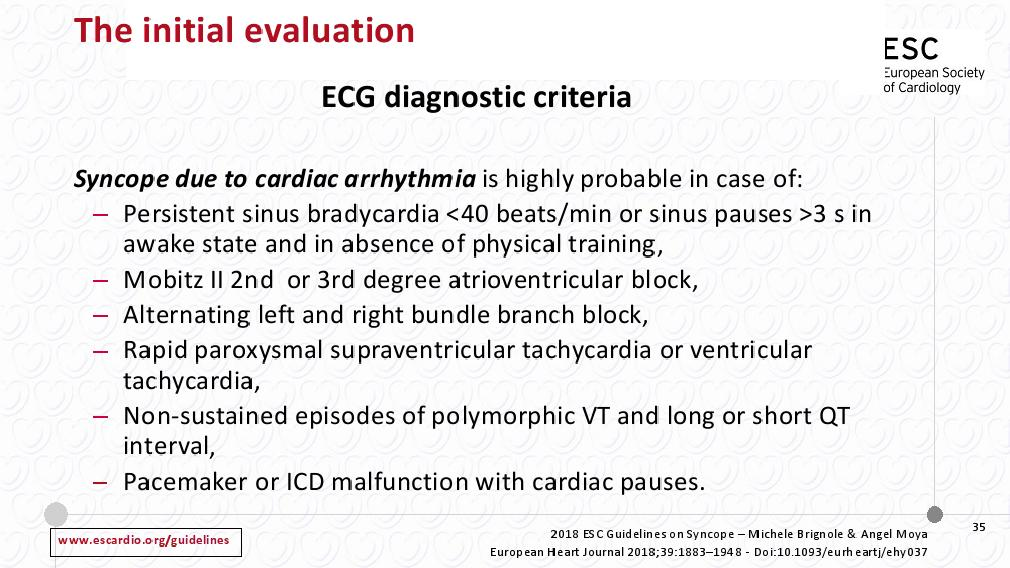 The initial evaluation
ESC
European Society
of Cardiology
ECG diagnostic criteria
Syncope due to cardiac arrhythmia is highly probable in case of:
– Persistent sinus bradycardia <40 beats/min or sinus pauses >3 s in
awake state and in absence of physical training,
– Mobitz II 2nd or 3rd degree atrioventricular block,
– Alternating left and right bundle branch block,
– Rapid paroxysmal supraventricular tachycardia or ventricular
tachycardia,
– Non-sustained episodes of polymorphic VT and long or short QT
interval,
– Pacemaker or ICD malfunction with cardiac pauses.
www.escardio.org/guidelines
2018 ESC Guidelines on Syncope – Michele Brignole & Angel Moya
European Heart Journal 2018;39:1883–1948 - Doi:10.1093/eurheartj/ehy037
35